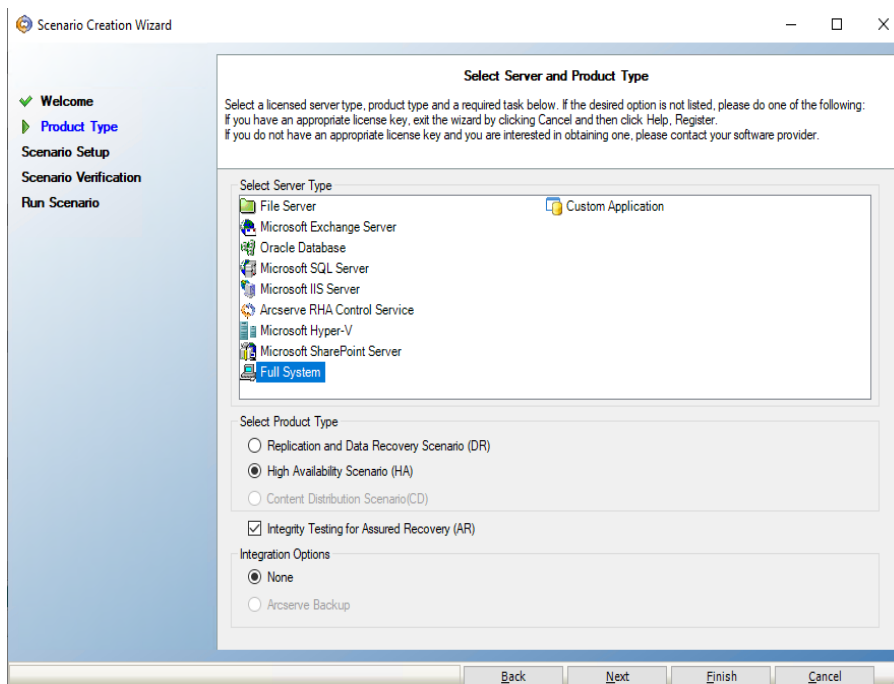 Scenario Creation Wizard
Welcome
Product Type
Scenario Setup
Scenario Verification
Run Scenario
Select Server and Product Type
Select a licensed server type, product type and a required task below. If the desired option is not listed, please do one of the following:
If you have an appropriate license key, exit the wizard by clicking Cancel and then click Help, Register.
If you do not have an appropriate license key and you are interested in obtaining one, please contact your software provider.
Select Server Type
File Server
Custom Application
Microsoft Exchange Server
Oracle Database
Microsoft SQL Server
Microsoft IIS Server
Arcserve RHA Control Service
Microsoft Hyper-V
Microsoft SharePoint Server
Full System
Select Product Type
Replication and Data Recovery Scenario (DR)
High Availability Scenario (HA)
Content Distribution Scenario(CD)
Integrity Testing for Assured Recovery (AR)
Integration Options
None
Arcserve Backup
Back Next Finish Cancel